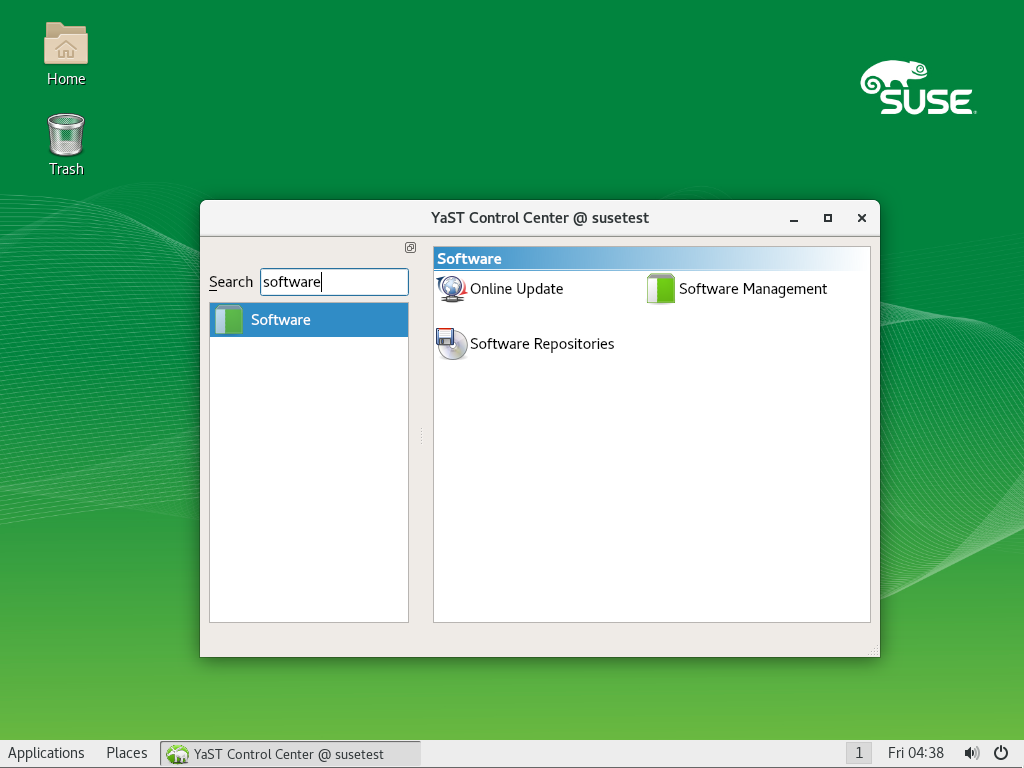 Home
SUSE
Trash
YaST Control Center @ susetest
Search software
Software
Software
Online Update
Software Management
Software Repositories
Applications Places YaST Control Center @ susetest 1 Fri 04:38